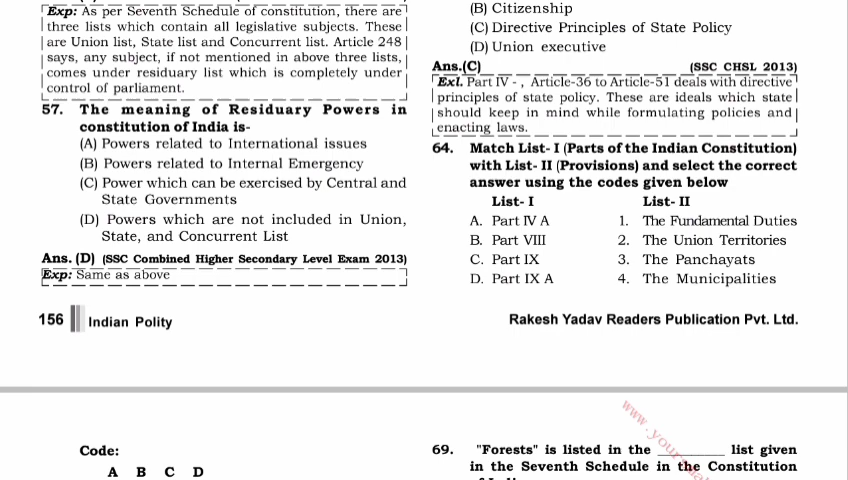 Exp: As per Seventh Schedule of constitution, there are
three lists which contain all legislative subjects. These
are Union list, State list and Concurrent list. Article 248
says, any subject, if not mentioned in above three lists,
comes under residuary list which is completely under
control of parliament.
57. The meaning of Residuary Powers in
constitution of India is-
(A) Powers related to International issues
(B) Powers related to Internal Emergency
(C) Power which can be exercised by Central and
State Governments
(D) Powers which are not included in Union,
State, and Concurrent List
Ans. (D) (SSC Combined Higher Secondary Level Exam 2013)
Exp: Same as above
(B) Citizenship
(C) Directive Principles of State Policy
(D) Union executive
Ans.(C) (SSC CHSL 2013)
Exl. Part IV - , Article-36 to Article-51 deals with directive
principles of state policy. These are ideals which state
should keep in mind while formulating policies and
enacting laws.
64. Match List- I (Parts of the Indian Constitution)
with List- II (Provisions) and select the correct
answer using the codes given below
List- I List- II
A. Part IV A 1. The Fundamental Duties
B. Part VIII 2. The Union Territories
C. Part IX 3. The Panchayats
D. Part IX A 4. The Municipalities
156 Indian Polity
Rakesh Yadav Readers Publication Pvt. Ltd.
Code:
A B C D
69. "Forests" is listed in the ________ list given
in the Seventh Schedule in the Constitution